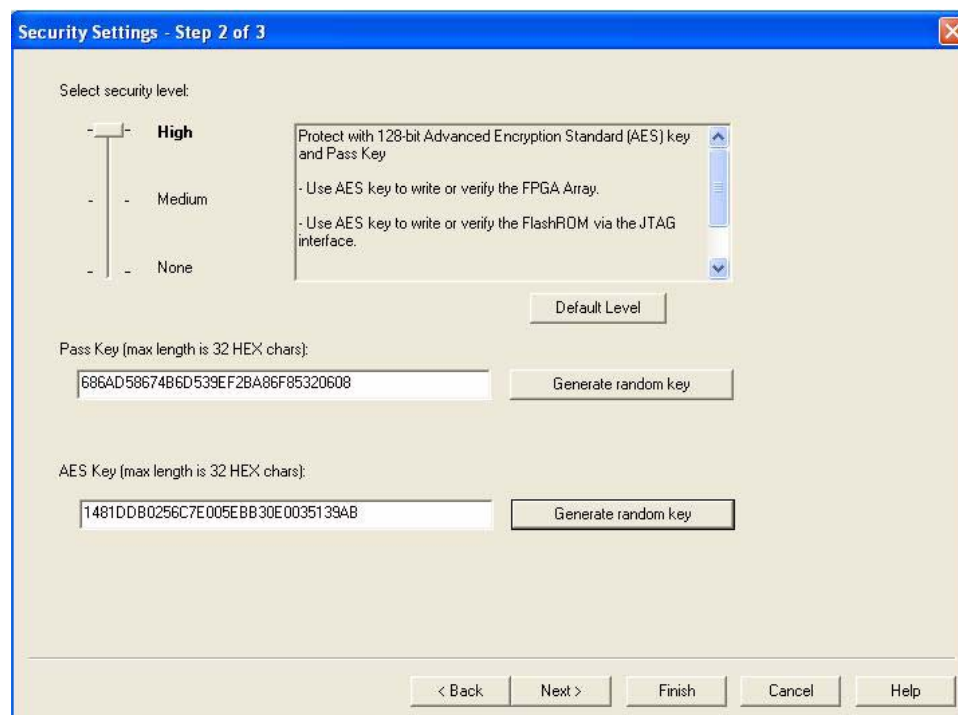 Security Settings - Step 2 of 3
Select security level:
High
Medium
None
Protect with 128-bit Advanced Encryption Standard (AES) key
and Pass Key
- Use AES key to write or verify the FPGA Array.
- Use AES key to write or verify the FlashROM via the JTAG
interface.
Default Level
Pass Key (max length is 32 HEX chars):
686AD58674B6D539EF2BA86F85320608
Generate random key
AES Key (max length is 32 HEX chars):
1481DDB0256C7E005EBB30E0035139AB
Generate random key
< Back
Next >
Finish
Cancel
Help